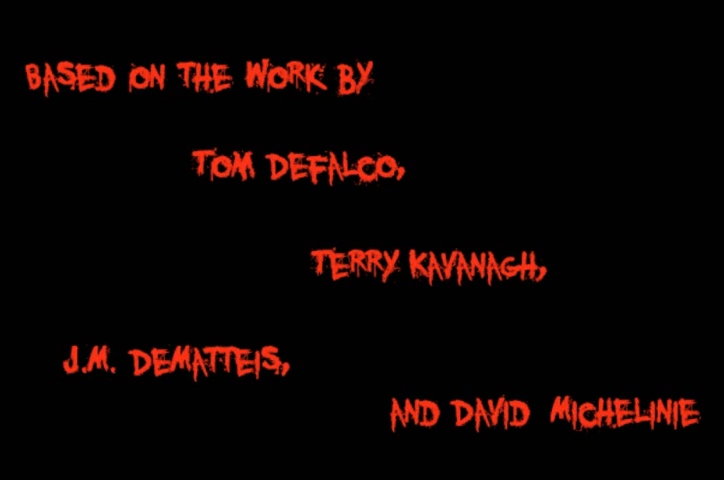 BASED ON THE WORK BY
TOM DEFALCO,
TERRY KAVANAGH,
J.M. DEMATTEIS,
AND DAVID MICHELINIE